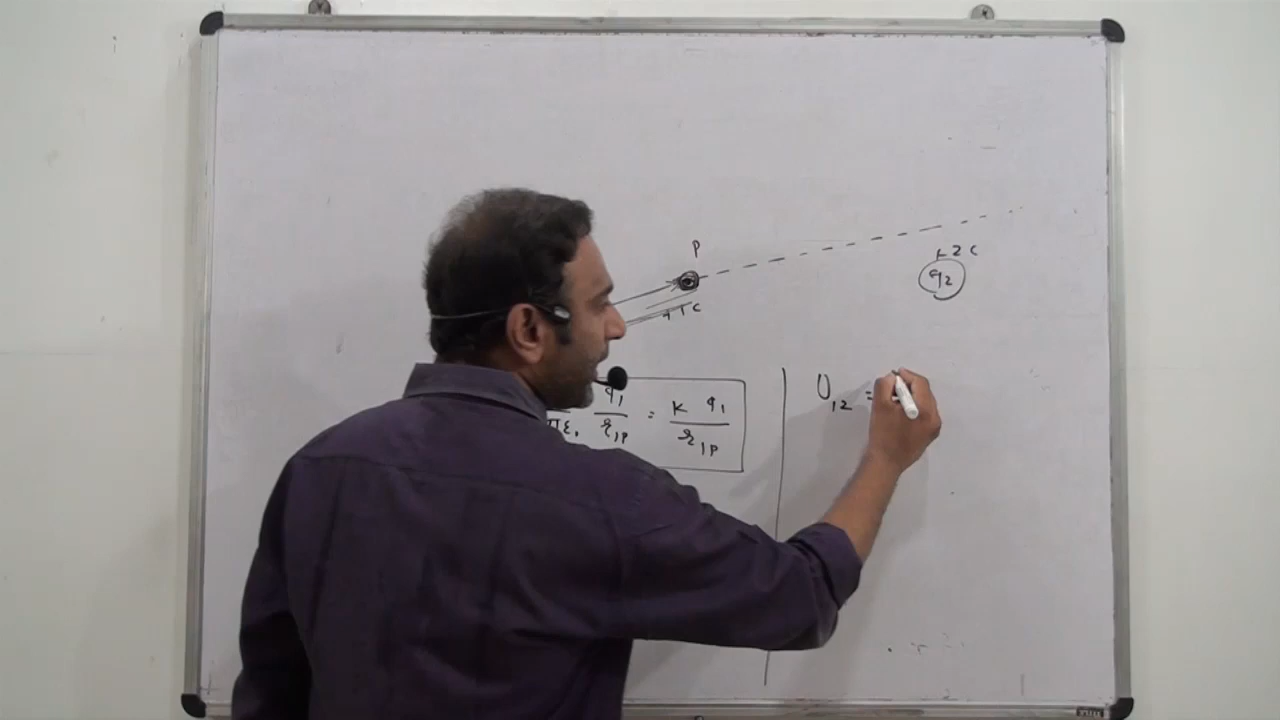 P
+2C
q₂
+1C
πε₀ q₁/r₁P = K q₁/r₁P
U₁₂ =